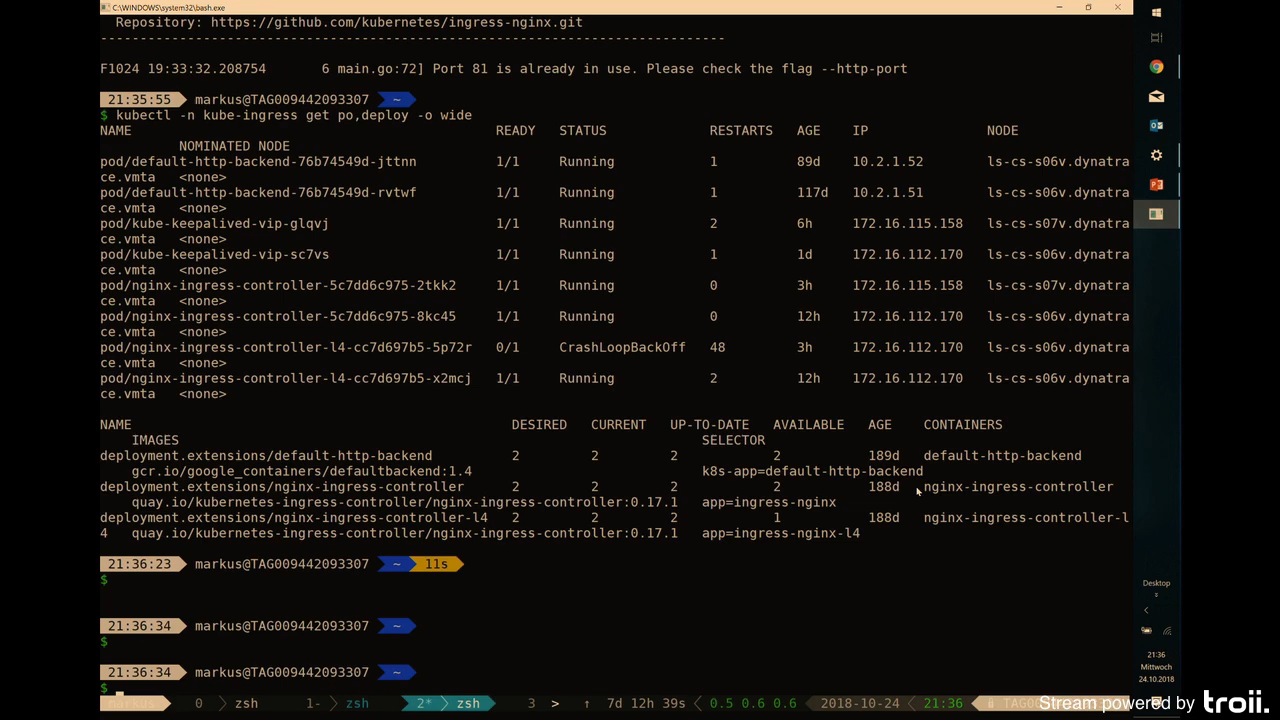 C:\WINDOWS\system32\bash.exe
Repository: https://github.com/kubernetes/ingress-nginx.git
-------------------------------------------------------------------------------
F1024 19:33:32.208754       6 main.go:72] Port 81 is already in use. Please check the flag --http-port
21:35:55 markus@TAG009442093307 ~
$ kubectl -n kube-ingress get po,deploy -o wide
NAME READY STATUS RESTARTS AGE IP NODE
NOMINATED NODE
pod/default-http-backend-76b74549d-jttnn 1/1 Running 1 89d 10.2.1.52 ls-cs-s06v.dynatra
ce.vmta <none>
pod/default-http-backend-76b74549d-rvtwf 1/1 Running 1 117d 10.2.1.51 ls-cs-s06v.dynatra
ce.vmta <none>
pod/kube-keepalived-vip-glqvj 1/1 Running 2 6h 172.16.115.158 ls-cs-s07v.dynatra
ce.vmta <none>
pod/kube-keepalived-vip-sc7vs 1/1 Running 1 1d 172.16.112.170 ls-cs-s06v.dynatra
ce.vmta <none>
pod/nginx-ingress-controller-5c7dd6c975-2tkk2 1/1 Running 0 3h 172.16.115.158 ls-cs-s07v.dynatra
ce.vmta <none>
pod/nginx-ingress-controller-5c7dd6c975-8kc45 1/1 Running 0 12h 172.16.112.170 ls-cs-s06v.dynatra
ce.vmta <none>
pod/nginx-ingress-controller-l4-cc7d697b5-5p72r 0/1 CrashLoopBackOff 48 3h 172.16.112.170 ls-cs-s06v.dynatra
ce.vmta <none>
pod/nginx-ingress-controller-l4-cc7d697b5-x2mcj 1/1 Running 2 12h 172.16.112.170 ls-cs-s06v.dynatra
ce.vmta <none>
NAME DESIRED CURRENT UP-TO-DATE AVAILABLE AGE CONTAINERS
IMAGES SELECTOR
deployment.extensions/default-http-backend 2 2 2 2 189d default-http-backend
gcr.io/google_containers/defaultbackend:1.4 k8s-app=default-http-backend
deployment.extensions/nginx-ingress-controller 2 2 2 2 188d nginx-ingress-controller
quay.io/kubernetes-ingress-controller/nginx-ingress-controller:0.17.1 app=ingress-nginx
deployment.extensions/nginx-ingress-controller-l4 2 2 2 1 188d nginx-ingress-controller-l
4 quay.io/kubernetes-ingress-controller/nginx-ingress-controller:0.17.1 app=ingress-nginx-l4
21:36:23 markus@TAG009442093307 ~ 11s
$
21:36:34 markus@TAG009442093307 ~
$
21:36:34 markus@TAG009442093307 ~
$
markus 0 zsh 1- zsh 2* zsh 3 > ↑ 7d 12h 39s < 0.5 0.6 0.6 < 2018-10-24 < 21:36
Desktop
21:36
Mittwoch
24.10.2018
Stream powered by troii.